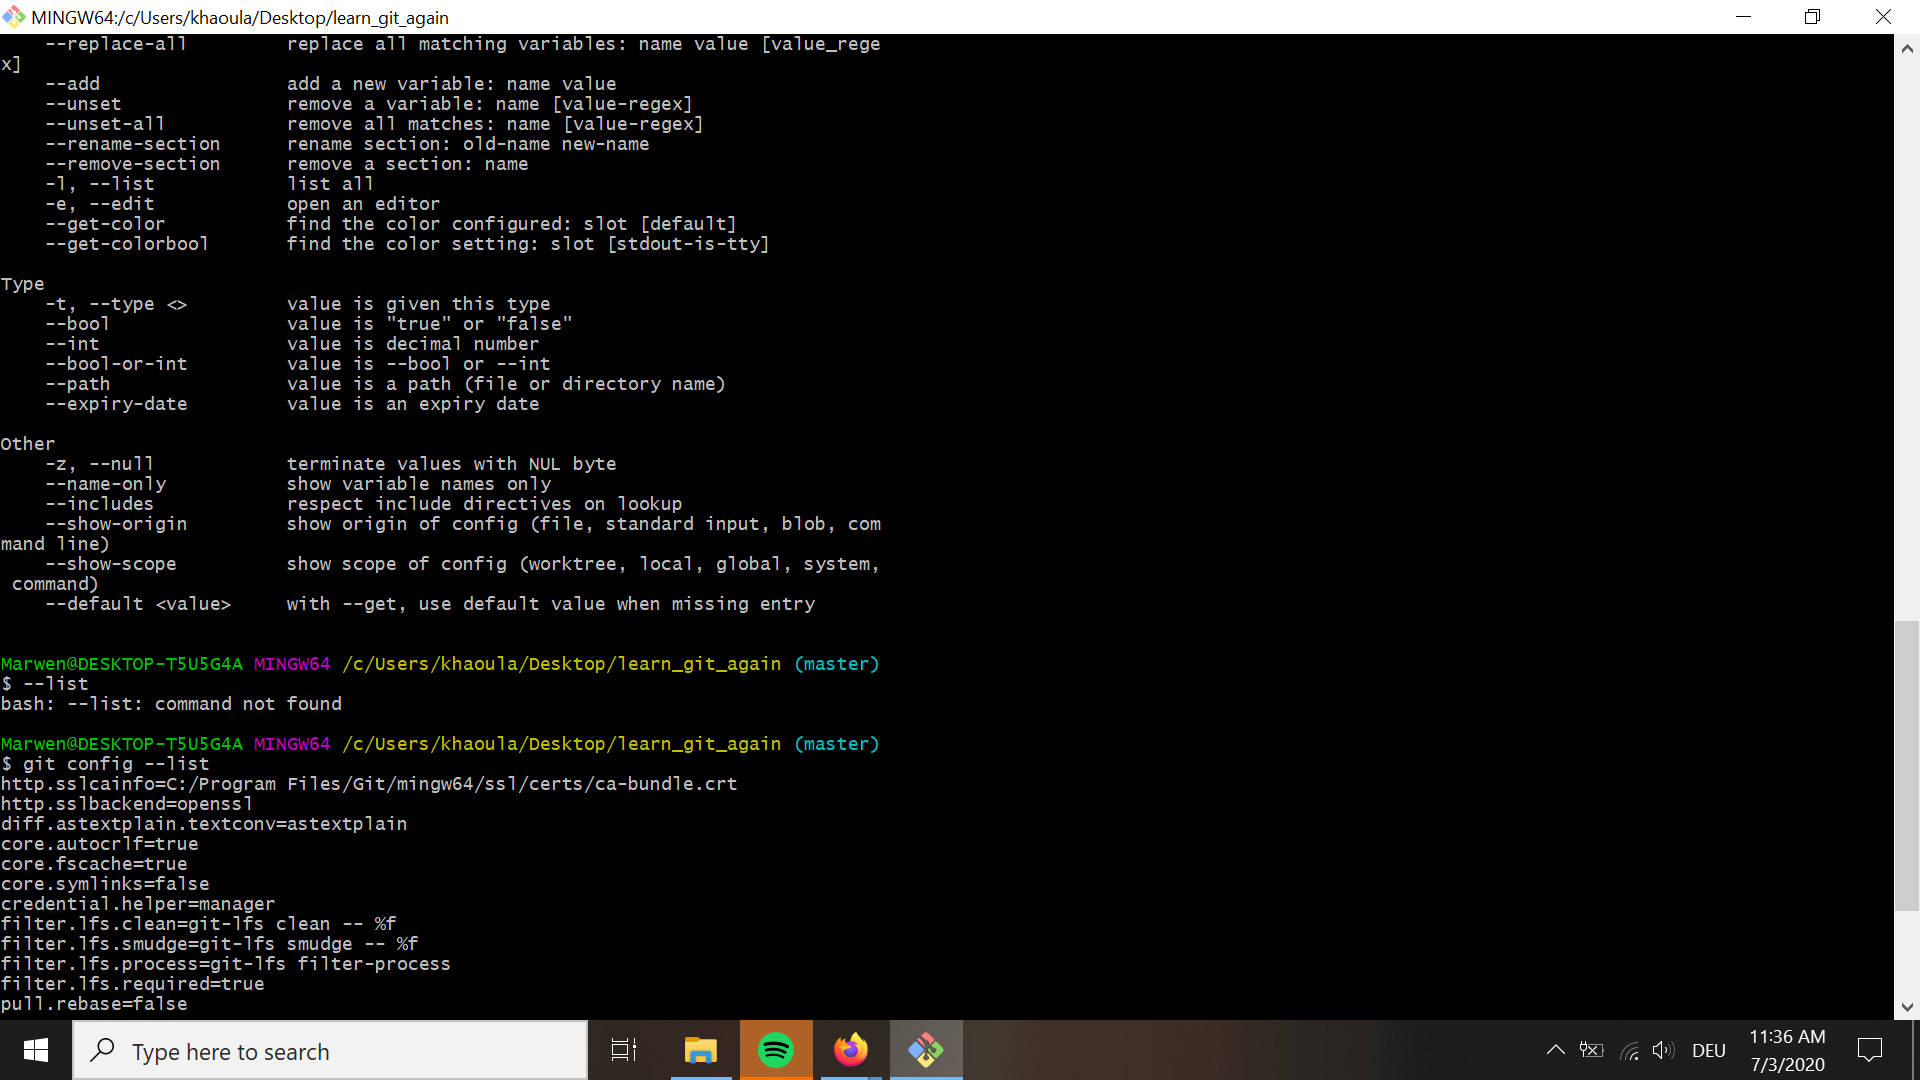 MINGW64:/c/Users/khaoula/Desktop/learn_git_again
--replace-all replace all matching variables: name value [value_rege
x]
--add add a new variable: name value
--unset remove a variable: name [value-regex]
--unset-all remove all matches: name [value-regex]
--rename-section rename section: old-name new-name
--remove-section remove a section: name
-l, --list list all
-e, --edit open an editor
--get-color find the color configured: slot [default]
--get-colorbool find the color setting: slot [stdout-is-tty]
Type
-t, --type <> value is given this type
--bool value is "true" or "false"
--int value is decimal number
--bool-or-int value is --bool or --int
--path value is a path (file or directory name)
--expiry-date value is an expiry date
Other
-z, --null terminate values with NUL byte
--name-only show variable names only
--includes respect include directives on lookup
--show-origin show origin of config (file, standard input, blob, com
mand line)
--show-scope show scope of config (worktree, local, global, system,
command)
--default <value> with --get, use default value when missing entry
Marwen@DESKTOP-T5U5G4A MINGW64 /c/Users/khaoula/Desktop/learn_git_again (master)
$ --list
bash: --list: command not found
Marwen@DESKTOP-T5U5G4A MINGW64 /c/Users/khaoula/Desktop/learn_git_again (master)
$ git config --list
http.sslcainfo=C:/Program Files/Git/mingw64/ssl/certs/ca-bundle.crt
http.sslbackend=openssl
diff.astextplain.textconv=astextplain
core.autocrlf=true
core.fscache=true
core.symlinks=false
credential.helper=manager
filter.lfs.clean=git-lfs clean -- %f
filter.lfs.smudge=git-lfs smudge -- %f
filter.lfs.process=git-lfs filter-process
filter.lfs.required=true
pull.rebase=false
Type here to search
DEU
11:36 AM
7/3/2020